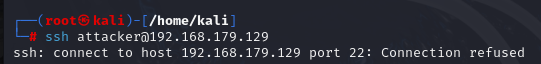 ┌──(root㉿kali)-[/home/kali]
└─# ssh attacker@192.168.179.129
ssh: connect to host 192.168.179.129 port 22: Connection refused